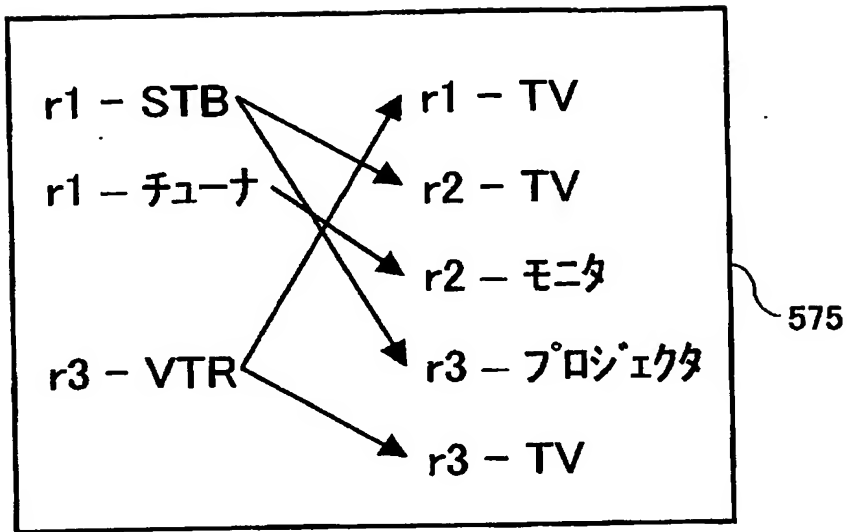 r1 – STB
r1 – チューナ
r3 – VTR
r1 – TV
r2 – TV
r2 – モニタ
r3 – プロジェクタ
r3 – TV
575